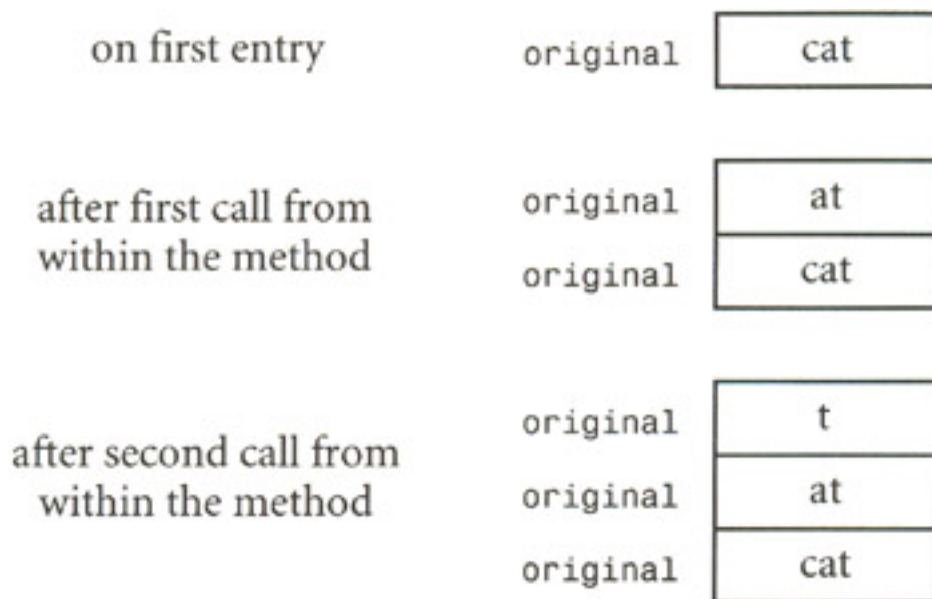 on first entry
original cat
after first call from
within the method
original at
original cat
after second call from
within the method
original t
original at
original cat